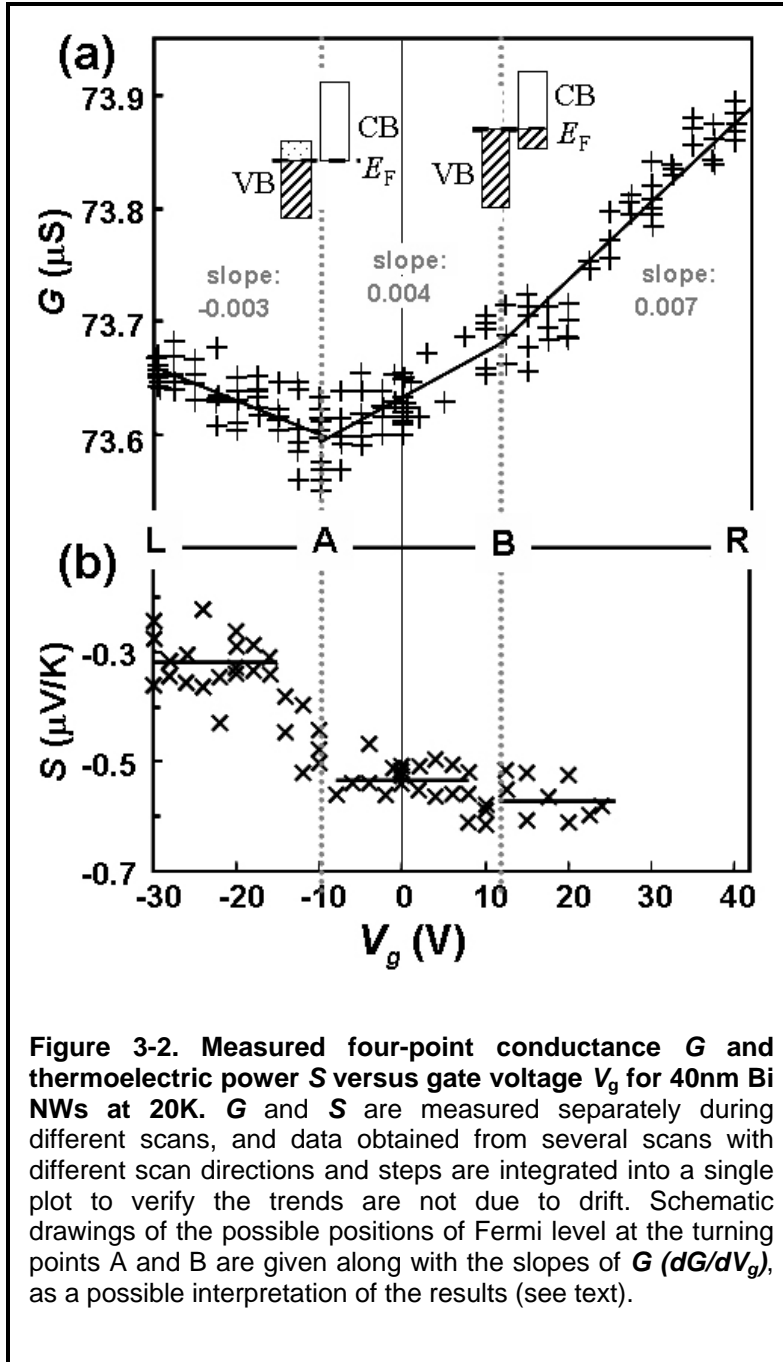 (a)
73.9
73.8
73.7
73.6
G (μS)
CB
VB
E_F
CB
VB
E_F
slope:
-0.003
slope:
0.004
slope:
0.007
L A B R
(b)
-0.3
-0.5
-0.7
S (μV/K)
-30 -20 -10 0 10 20 30 40
V_g (V)
Figure 3-2. Measured four-point conductance G and
thermoelectric power S versus gate voltage V_g for 40nm Bi
NWs at 20K. G and S are measured separately during
different scans, and data obtained from several scans with
different scan directions and steps are integrated into a single
plot to verify the trends are not due to drift. Schematic
drawings of the possible positions of Fermi level at the turning
points A and B are given along with the slopes of G (dG/dV_g),
as a possible interpretation of the results (see text).